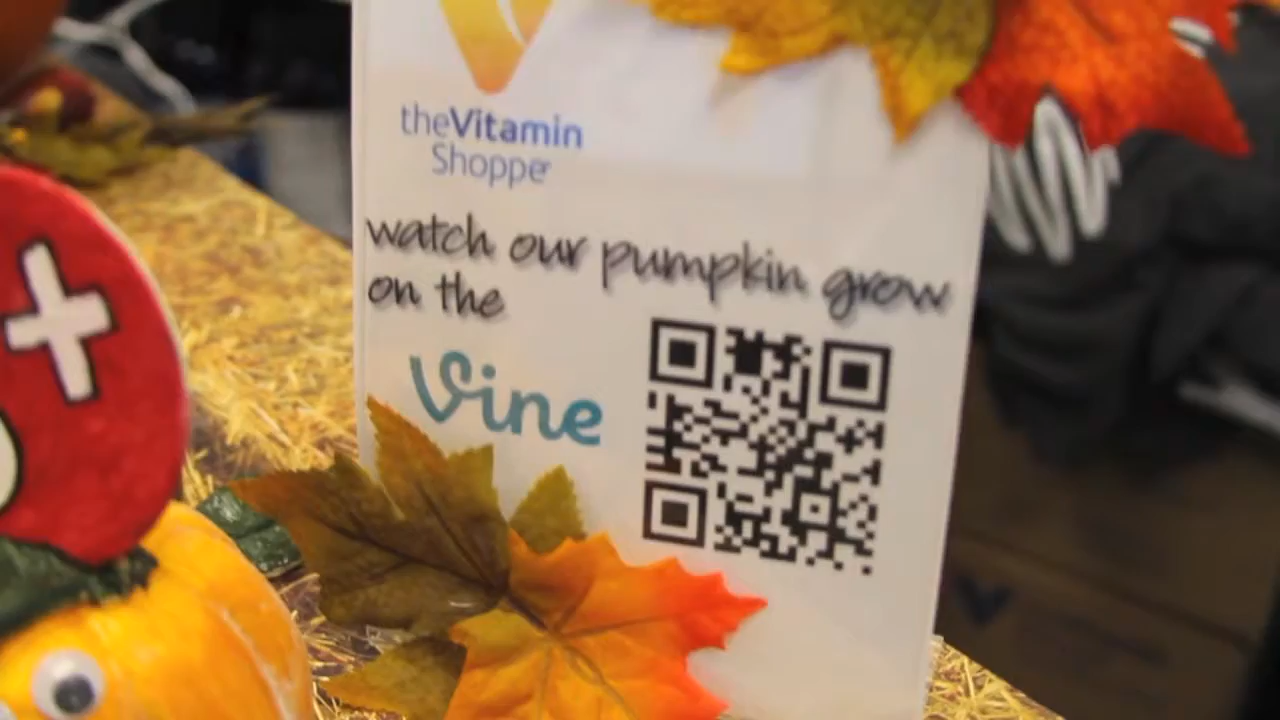 theVitamin
Shoppe
watch our pumpkin grow
on the
Vine
+